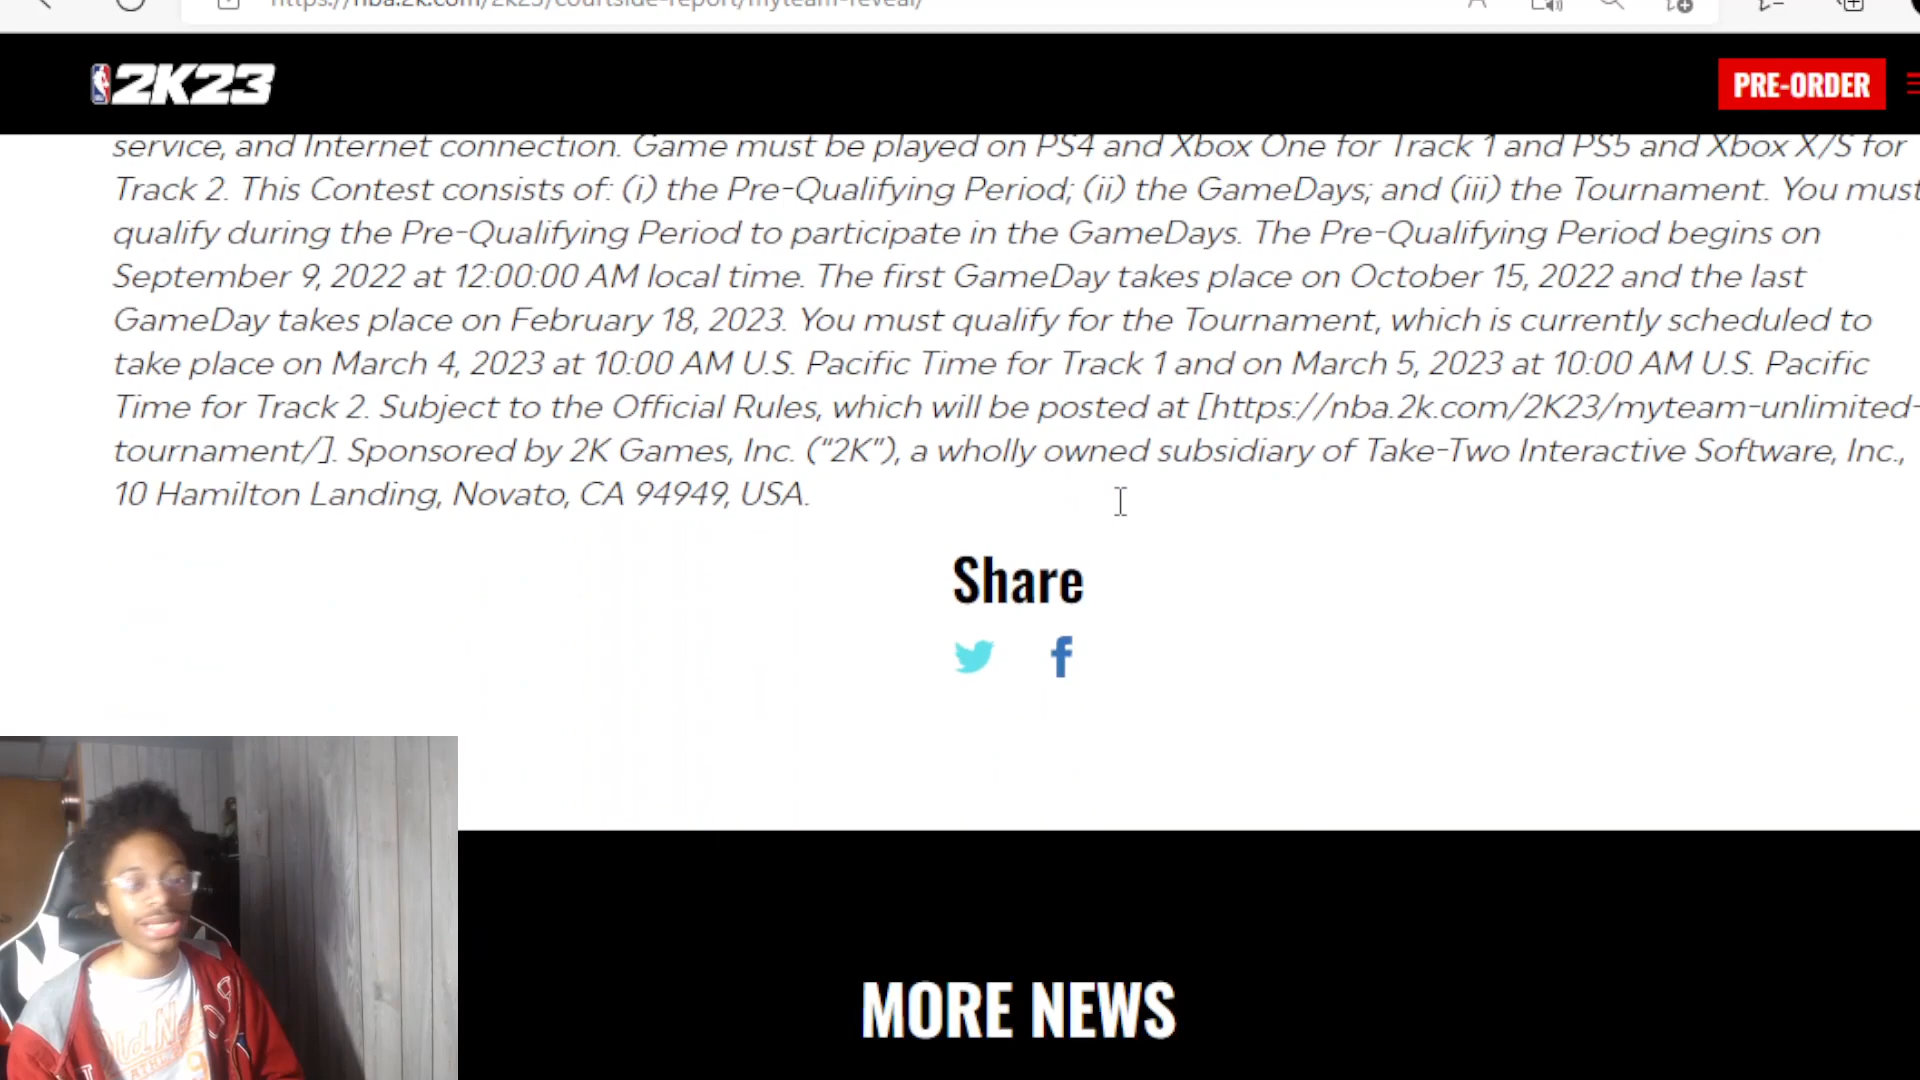 https://nba.2k.com/2k23/courtside-report/myteam-reveal/
2K23
PRE-ORDER
service, and Internet connection. Game must be played on PS4 and Xbox One for Track 1 and PS5 and Xbox X/S for
Track 2. This Contest consists of: (i) the Pre-Qualifying Period; (ii) the GameDays; and (iii) the Tournament. You must
qualify during the Pre-Qualifying Period to participate in the GameDays. The Pre-Qualifying Period begins on
September 9, 2022 at 12:00:00 AM local time. The first GameDay takes place on October 15, 2022 and the last
GameDay takes place on February 18, 2023. You must qualify for the Tournament, which is currently scheduled to
take place on March 4, 2023 at 10:00 AM U.S. Pacific Time for Track 1 and on March 5, 2023 at 10:00 AM U.S. Pacific
Time for Track 2. Subject to the Official Rules, which will be posted at [https://nba.2k.com/2K23/myteam-unlimited-
tournament/]. Sponsored by 2K Games, Inc. (“2K”), a wholly owned subsidiary of Take-Two Interactive Software, Inc.,
10 Hamilton Landing, Novato, CA 94949, USA.
Share
MORE NEWS